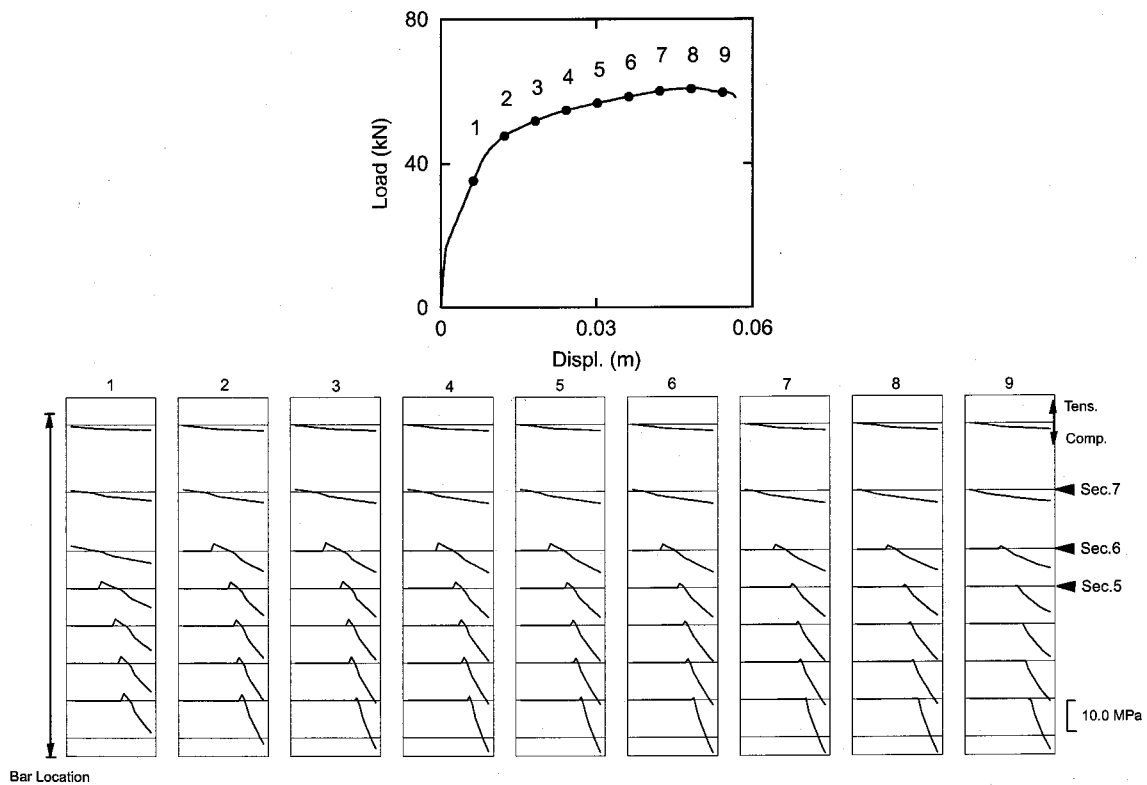 80
1 2 3 4 5 6 7 8 9
Load (kN)
40
0
0 0.03 0.06
Displ. (m)
1 2 3 4 5 6 7 8 9
Tens.
Comp.
Sec.7
Sec.6
Sec.5
10.0 MPa
Bar Location